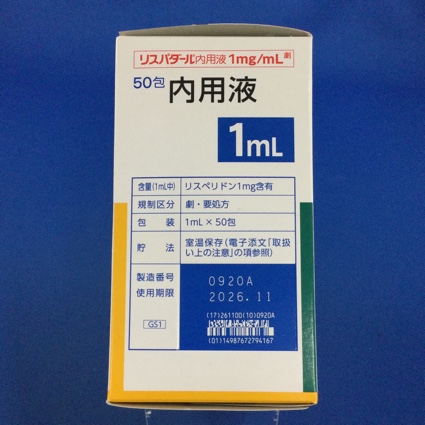 リスパダール内用液1mg/mL 劇
50包 内用液
1mL
含量(1mL中) リスペリドン1mg含有
規制区分 劇・要処方
包装 1mL×50包
貯法 室温保存(電子添文「取扱
い上の注意」の項参照)
製造番号 0920A
使用期限 2026.11
(17)261100(10)0920A
GS1
(01)14987672794167